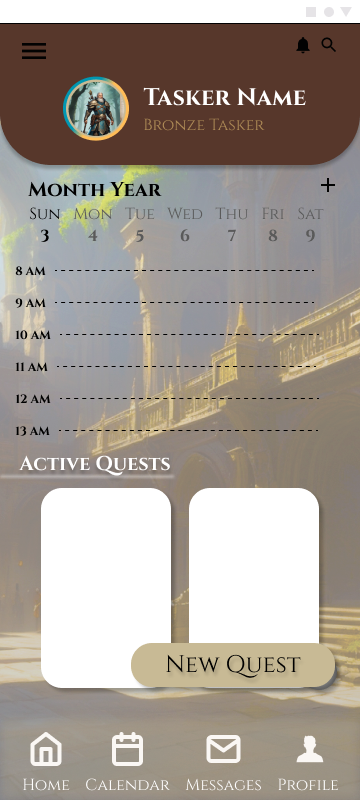 Tasker Name
Bronze Tasker
Month Year
Sun Mon Tue Wed Thu Fri Sat
3 4 5 6 7 8 9
8 AM
9 AM
10 AM
11 AM
12 AM
13 AM
Active Quests
New Quest
Home Calendar Messages Profile